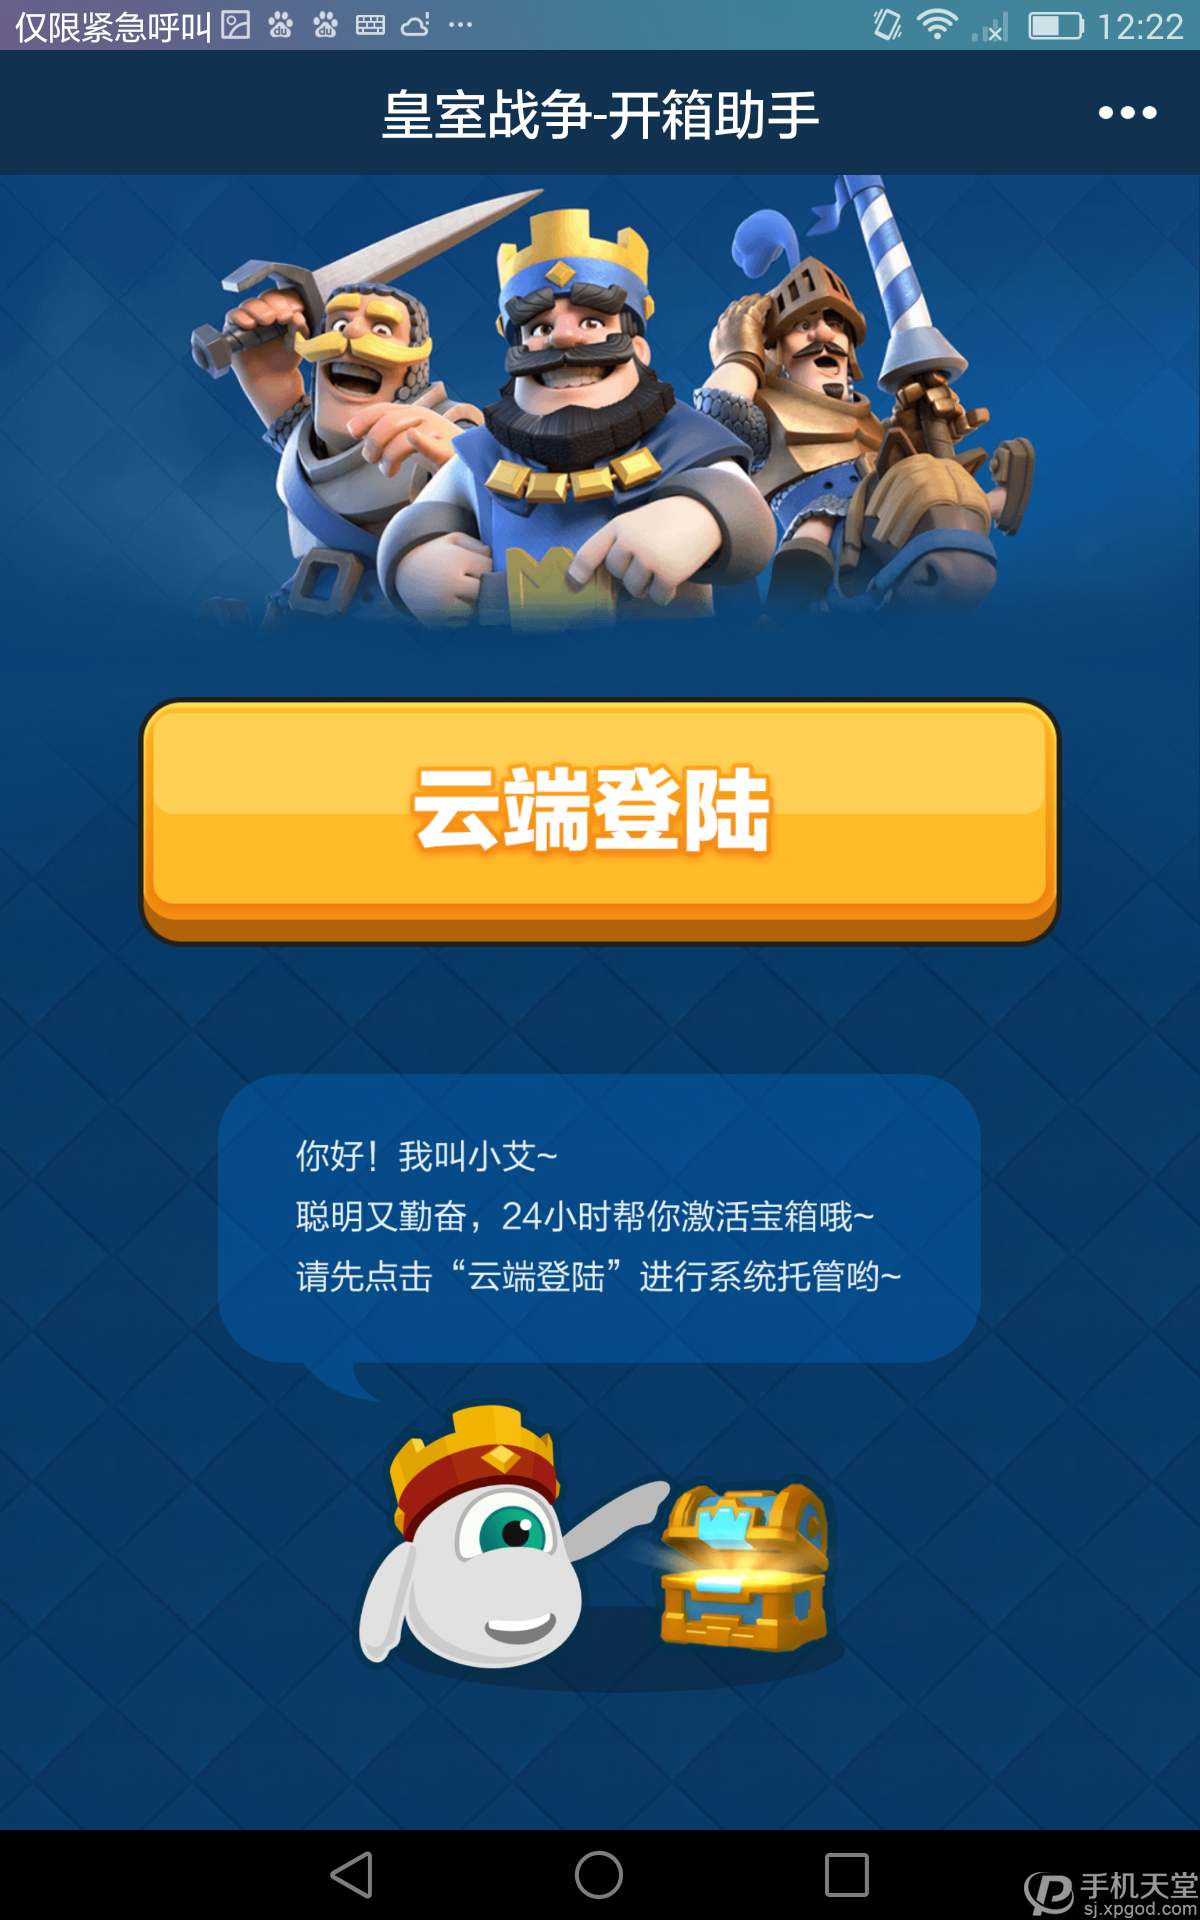 仅限紧急呼叫
12:22
皇室战争-开箱助手
云端登陆
你好！我叫小艾~
聪明又勤奋，24小时帮你激活宝箱哦~
请先点击“云端登陆”进行系统托管哟~
手机天堂
sj.xpgod.com